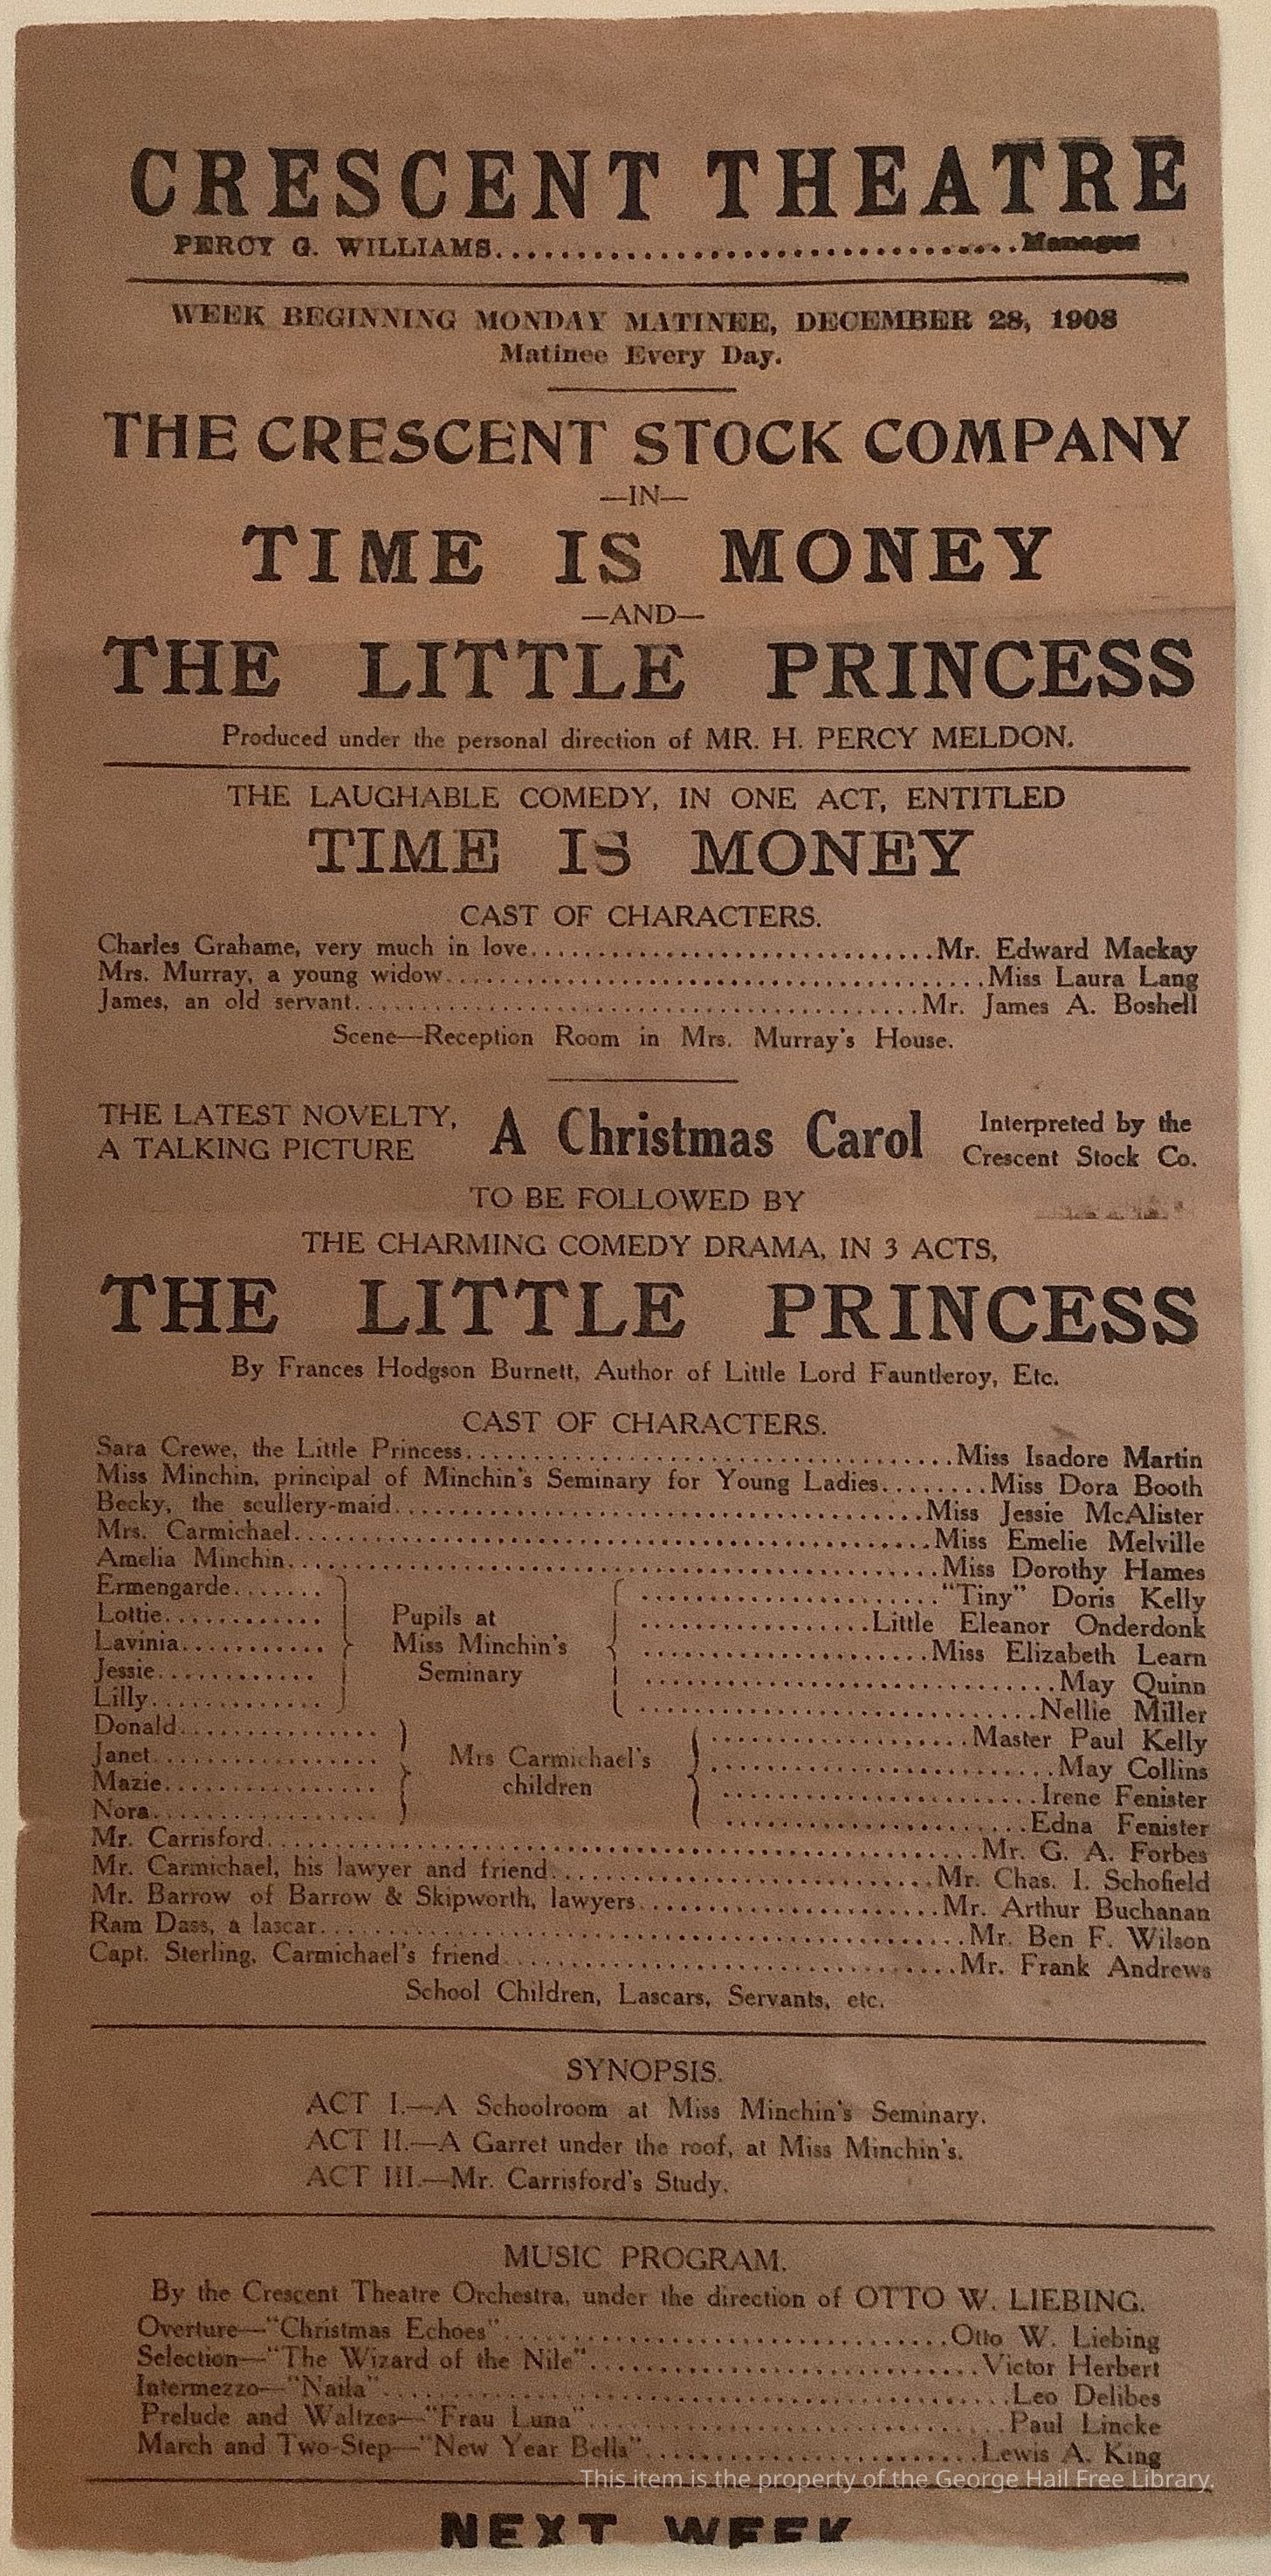 CRESCENT THEATRE
PERCY G. WILLIAMS........................................Manager
WEEK BEGINNING MONDAY MATINEE, DECEMBER 28, 1908
Matinee Every Day.
THE CRESCENT STOCK COMPANY
—IN—
TIME IS MONEY
—AND—
THE LITTLE PRINCESS
Produced under the personal direction of MR. H. PERCY MELDON.
THE LAUGHABLE COMEDY, IN ONE ACT, ENTITLED
TIME IS MONEY
CAST OF CHARACTERS.
Charles Grahame, very much in love........................................Mr. Edward Mackay
Mrs. Murray, a young widow........................................Miss Laura Lang
James, an old servant........................................Mr. James A. Boshell
Scene—Reception Room in Mrs. Murray's House.
THE LATEST NOVELTY, A TALKING PICTURE A Christmas Carol Interpreted by the Crescent Stock Co.
TO BE FOLLOWED BY
THE CHARMING COMEDY DRAMA, IN 3 ACTS,
THE LITTLE PRINCESS
By Frances Hodgson Burnett, Author of Little Lord Fauntleroy, Etc.
CAST OF CHARACTERS.
Sara Crewe, the Little Princess........................................Miss Isadore Martin
Miss Minchin, principal of Minchin's Seminary for Young Ladies.........Miss Dora Booth
Becky, the scullery-maid........................................Miss Jessie McAlister
Mrs. Carmichael........................................Miss Emelie Melville
Amelia Minchin........................................Miss Dorothy Hames
Ermengarde........ ........................"Tiny" Doris Kelly
Lottie............ Pupils at ...................Little Eleanor Onderdonk
Lavinia........... Miss Minchin's .......................Miss Elizabeth Learn
Jessie............ Seminary ..................................May Quinn
Lilly............. ................................Nellie Miller
Donald............... .....................Master Paul Kelly
Janet................ Mrs Carmichael's ............................May Collins
Mazie................ children .........................Irene Fenister
Nora................. ........................Edna Fenister
Mr. Carrisford........................................Mr. G. A. Forbes
Mr. Carmichael, his lawyer and friend........................................Mr. Chas. I. Schofield
Mr. Barrow of Barrow & Skipworth, lawyers..............................Mr. Arthur Buchanan
Ram Dass, a lascar........................................Mr. Ben F. Wilson
Capt. Sterling, Carmichael's friend........................................Mr. Frank Andrews
School Children, Lascars, Servants, etc.
SYNOPSIS.
ACT I.—A Schoolroom at Miss Minchin's Seminary.
ACT II.—A Garret under the roof, at Miss Minchin's.
ACT III.—Mr. Carrisford's Study.
MUSIC PROGRAM.
By the Crescent Theatre Orchestra, under the direction of OTTO W. LIEBING.
Overture—"Christmas Echoes"........................................Otto W. Liebing
Selection—"The Wizard of the Nile"..............................Victor Herbert
Intermezzo—"Naila"........................................Leo Delibes
Prelude and Waltzes—"Frau Luna"..............................Paul Lincke
March and Two-Step—"New Year Bells"..............................Lewis A. King
This item is the property of the George Hail Free Library.
NEXT WEEK